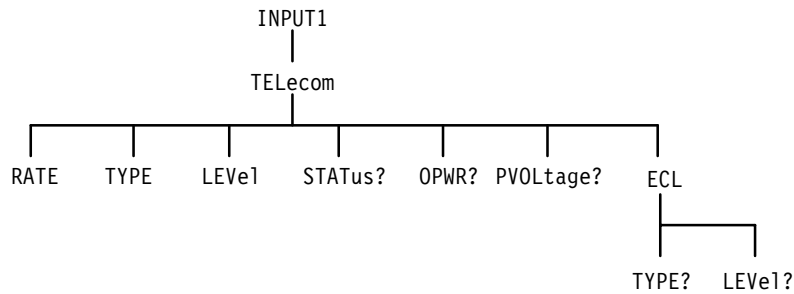 INPUT1
TELecom
RATE TYPE LEVel STATus? OPWR? PVOLtage? ECL
TYPE? LEVel?